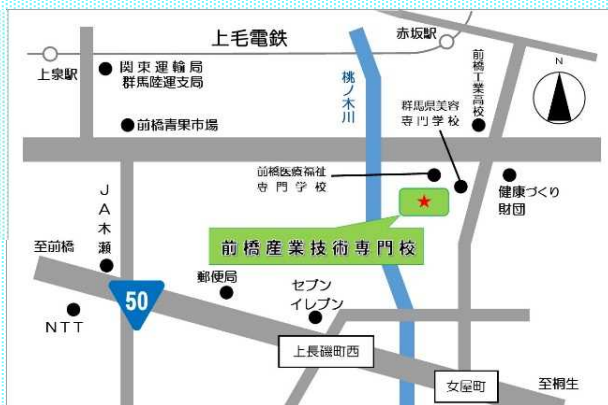 上毛電鉄
赤坂駅
上泉駅
関東運輸局
群馬陸運支局
前橋工業高校
N
桃ノ木川
群馬県美容
専門学校
前橋青果市場
前橋医療福祉
専門学校
健康づくり
財団
JA木瀬
前橋産業技術専門校
至前橋
50
郵便局
セブン
イレブン
NTT
上長磯町西
女屋町
至桐生